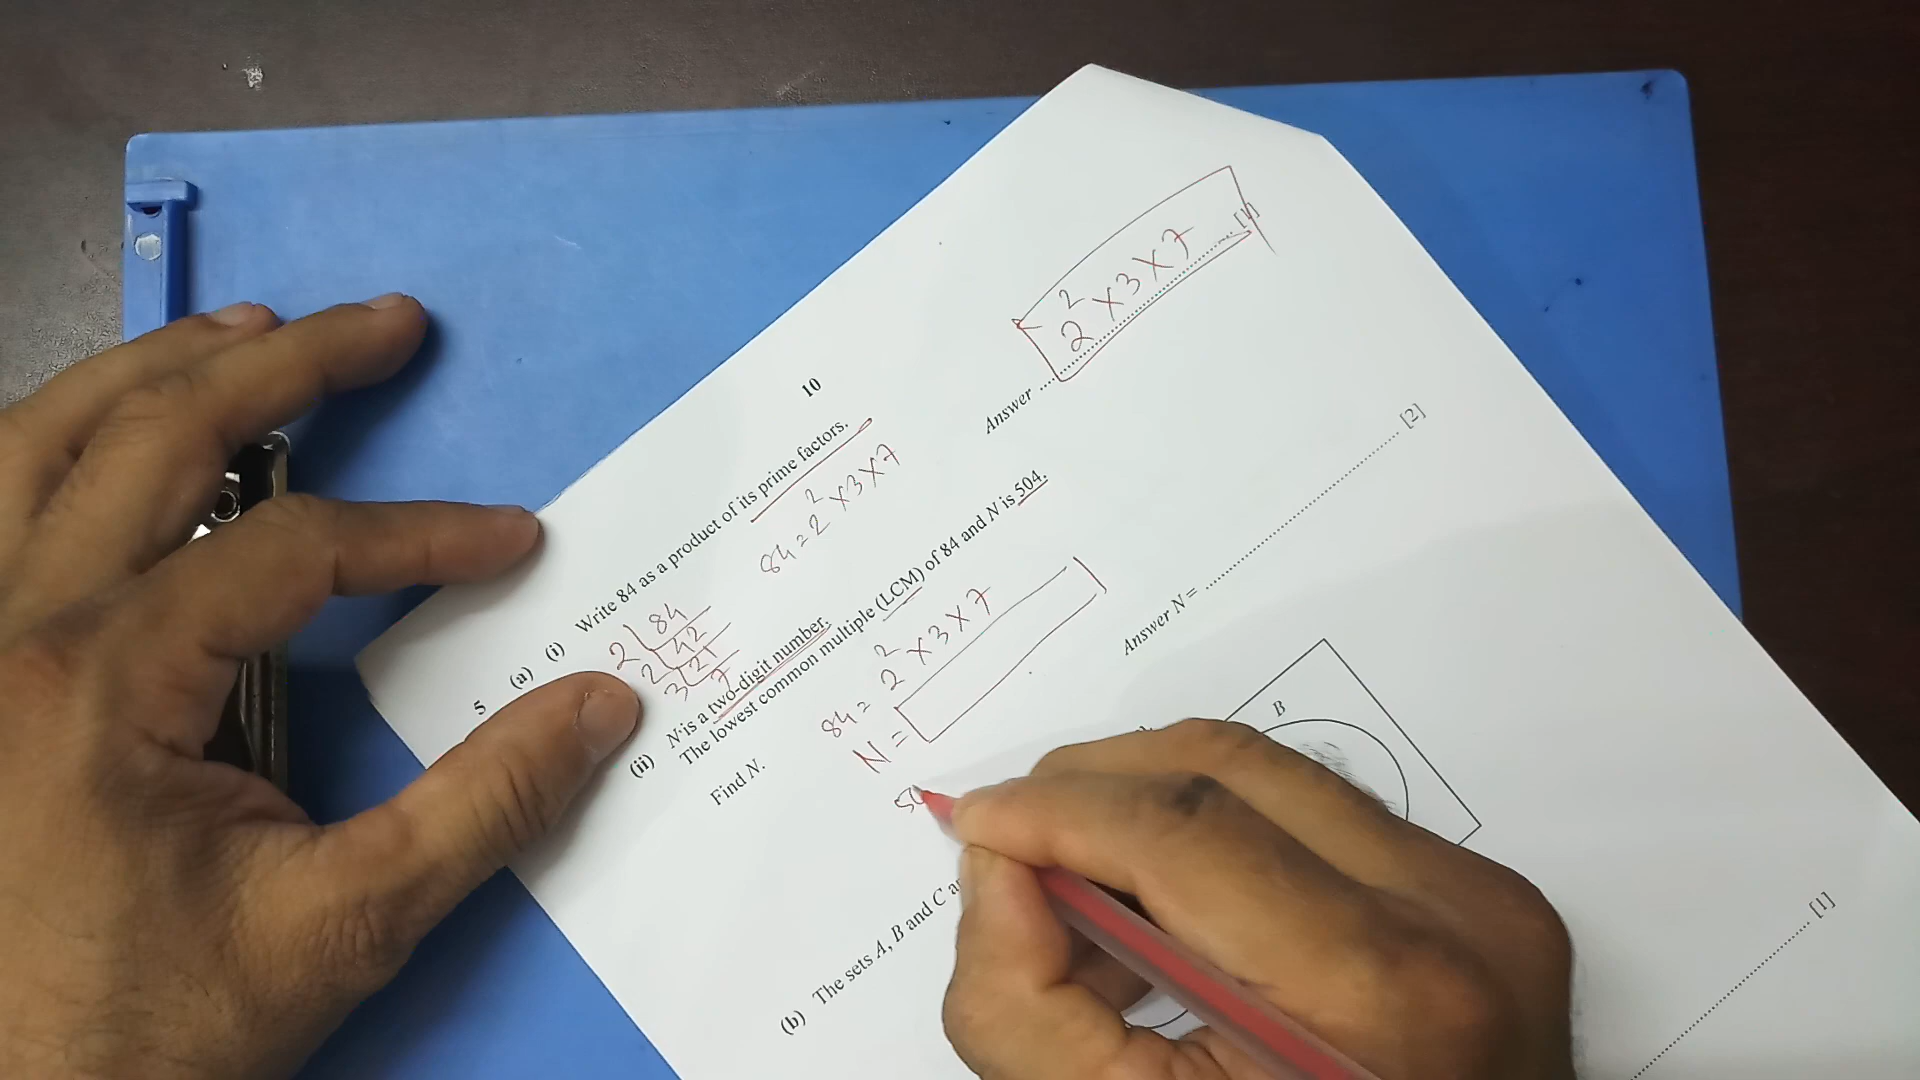 10
5 (a) (i) Write 84 as a product of its prime factors.
2 84
2 42
3 21
7
84 = 2² × 3 × 7
Answer 2² × 3 × 7 [1]
(ii) N is a two-digit number.
The lowest common multiple (LCM) of 84 and N is 504.
Find N.
84 = 2² × 3 × 7
N =
Answer N = [2]
(b) The sets A, B and C
B
[1]